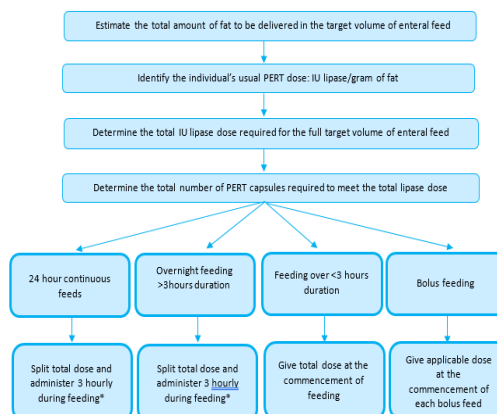 Estimate the total amount of fat to be delivered in the target volume of enteral feed
Identify the individual's usual PERT dose: IU lipase/gram of fat
Determine the total IU lipase dose required for the full target volume of enteral feed
Determine the total number of PERT capsules required to meet the total lipase dose
24 hour continuous
feeds
Overnight feeding
>3hours duration
Feeding over <3 hours
duration
Bolus feeding
Split total dose and
administer 3 hourly
during feeding*
Split total dose and
administer 3 hourly
during feeding*
Give total dose at the
commencement of
feeding
Give applicable dose
at the
commencement of
each bolus feed